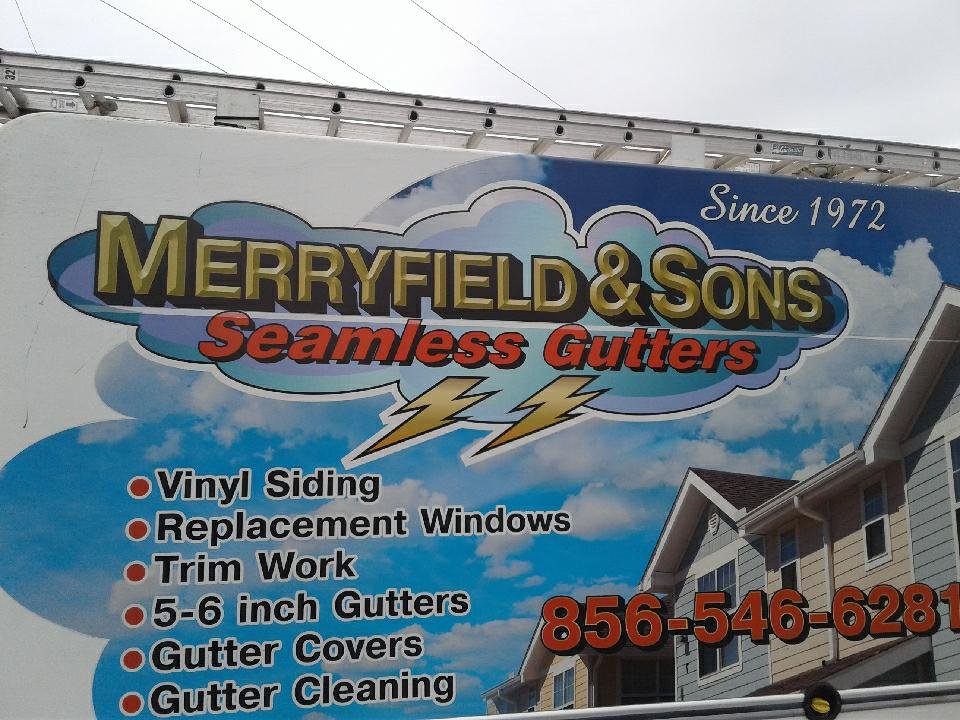 32
Since 1972
MERRYFIELD & SONS
Seamless Gutters
Vinyl Siding
Replacement Windows
Trim Work
5-6 inch Gutters
Gutter Covers
Gutter Cleaning
856-546-6281